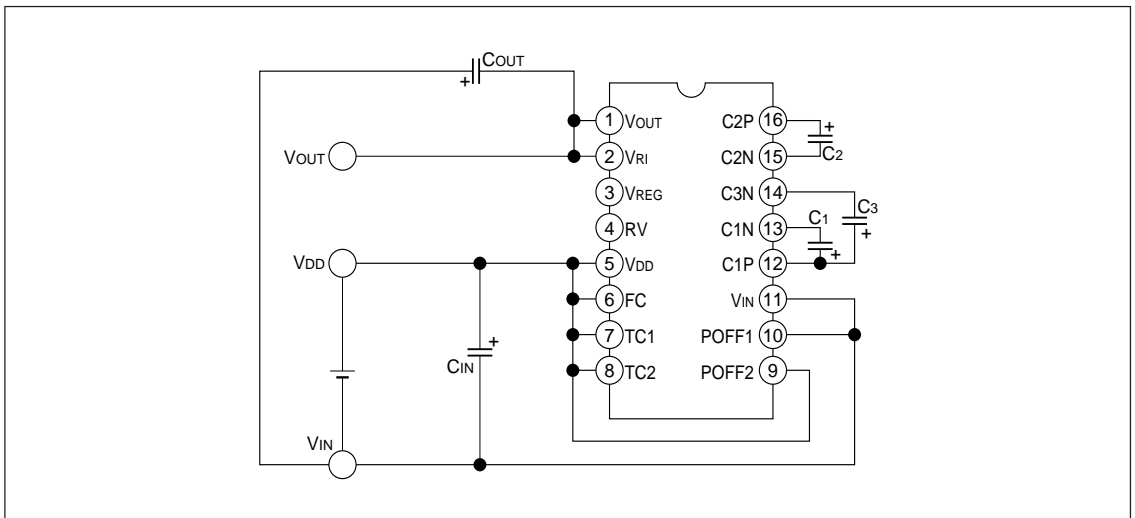 COUT
+
1 VOUT C2P 16
+
C2
VOUT
2 VRI C2N 15
3 VREG C3N 14
C3
+
4 RV C1N 13
C1
+
VDD
5 VDD C1P 12
6 FC VIN 11
7 TC1 POFF1 10
+
CIN
8 TC2 POFF2 9
VIN